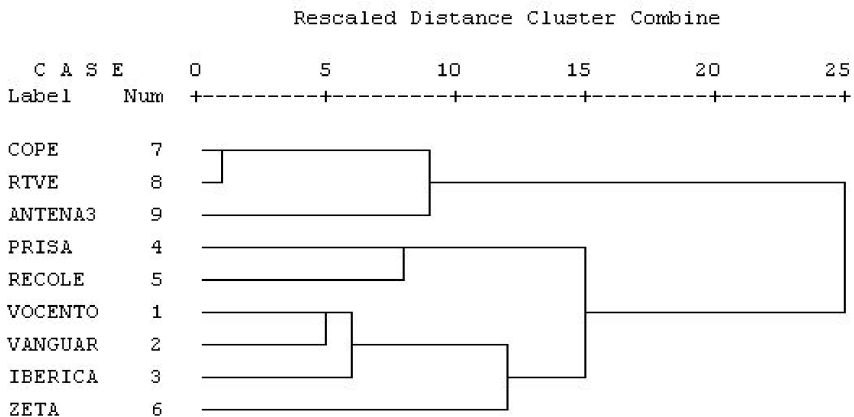 Rescaled Distance Cluster Combine
C A S E 0 5 10 15 20 25
Label Num +---------+---------+---------+---------+---------+
COPE 7
RTVE 8
ANTENA3 9
PRISA 4
RECOLE 5
VOCENTO 1
VANGUAR 2
IBERICA 3
ZETA 6